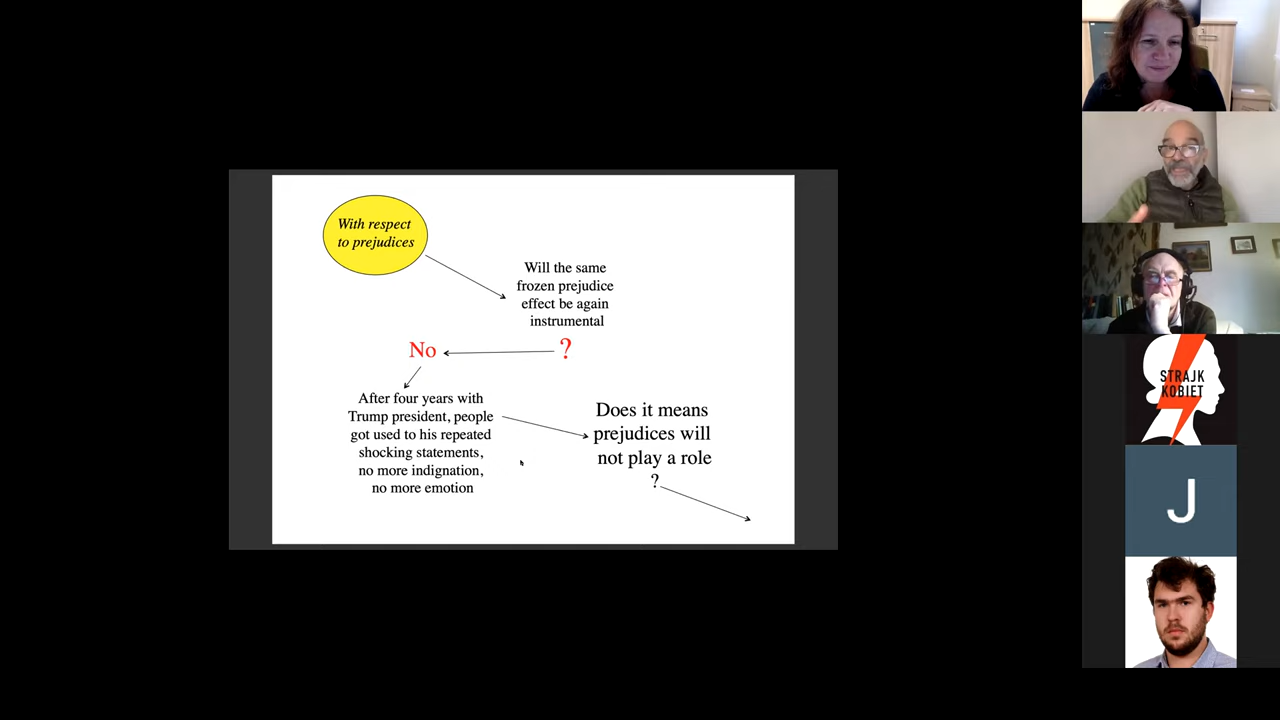 With respect
to prejudices
Will the same
frozen prejudice
effect be again
instrumental
?
No
After four years with
Trump president, people
got used to his repeated
shocking statements,
no more indignation,
no more emotion
Does it means
prejudices will
not play a role
?
STRAJK
KOBIET
J